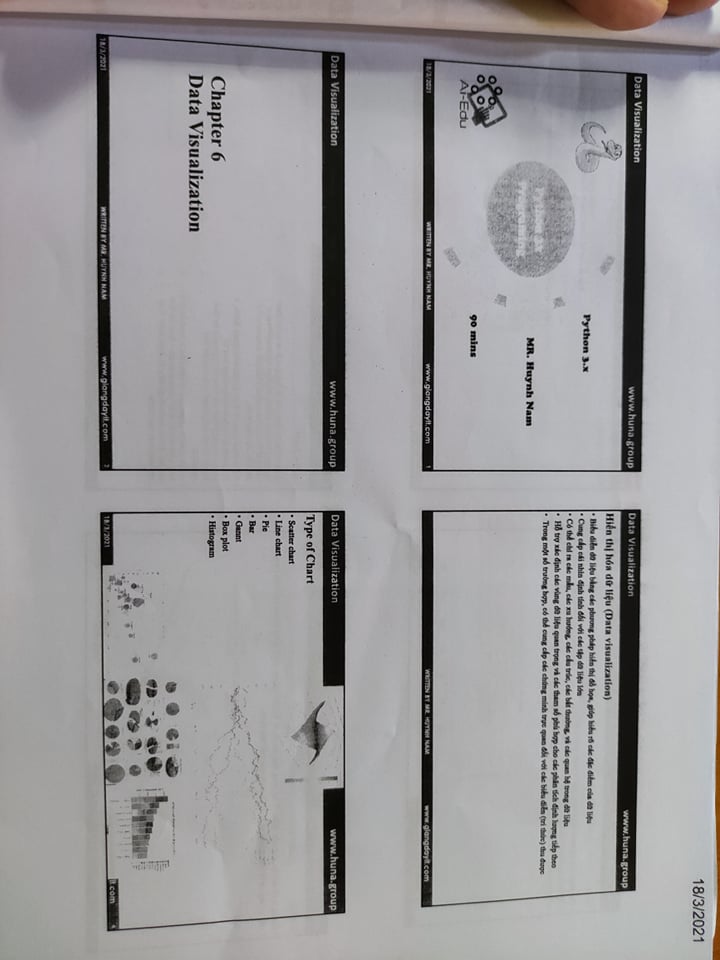 18/3/2021
Data Visualization
www.huna.group
Python 3.x
MR. Huynh Nam
90 mins
AI-Edu
18/3/2021
WRITTEN BY MR. HUYNH NAM
www.giangdayit.com
1
Data Visualization
www.huna.group
Chapter 6
Data Visualization
18/3/2021
WRITTEN BY MR. HUYNH NAM
www.giangdayit.com
2
Data Visualization
www.huna.group
Hiển thị hóa dữ liệu (Data visualization)
• Biểu diễn dữ liệu bằng các phương pháp hiển thị đồ họa, giúp hiểu rõ các đặc điểm của dữ liệu
• Cung cấp cái nhìn định tính đối với các tập dữ liệu lớn
• Có thể chỉ ra các mẫu, các xu hướng, các cấu trúc, các bất thường, và các quan hệ trong dữ liệu
• Hỗ trợ xác định các vùng dữ liệu quan trọng và các tham số phù hợp cho các phân tích định lượng tiếp theo
• Trong một số trường hợp, có thể cung cấp các chứng minh trực quan đối với các biểu diễn (tri thức) thu được
WRITTEN BY MR. HUYNH NAM
www.giangdayit.com
Data Visualization
www.huna.group
Type of Chart
• Scatter chart
• Line chart
• Pie
• Bar
• Gannt
• Box plot
• Histogram
18/3/2021
it.com
4